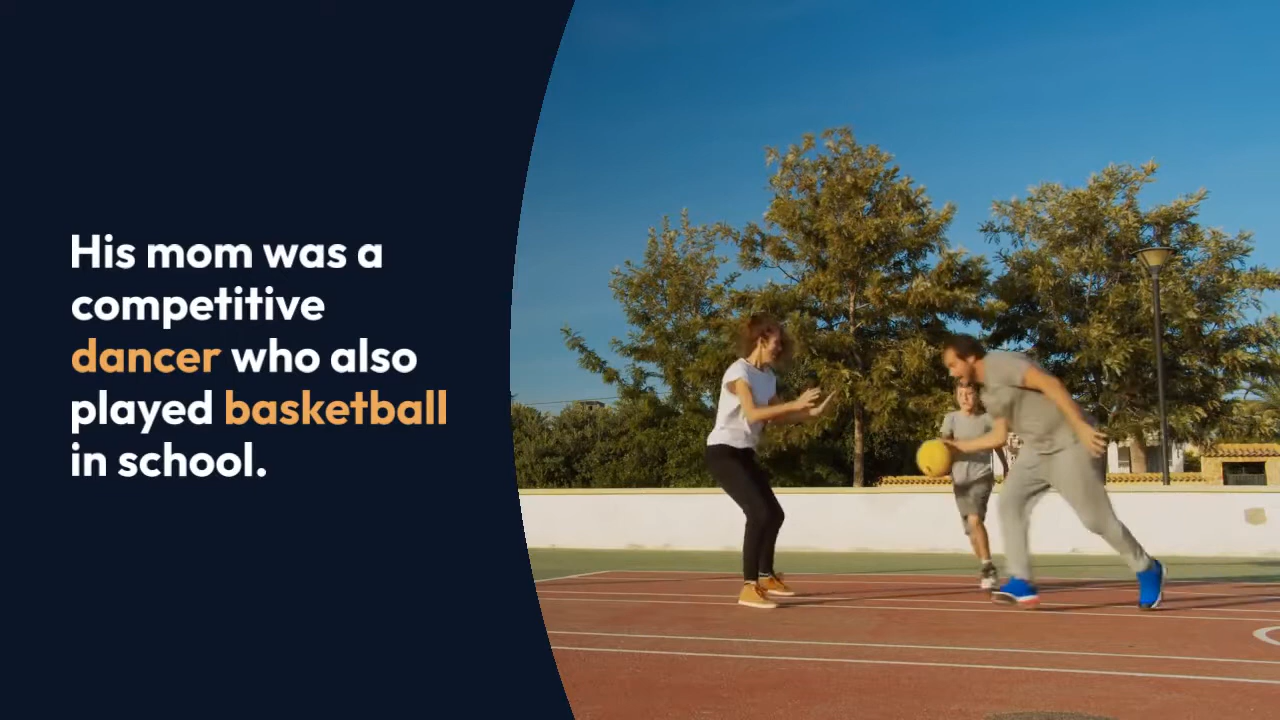 His mom was a
competitive
dancer who also
played basketball
in school.